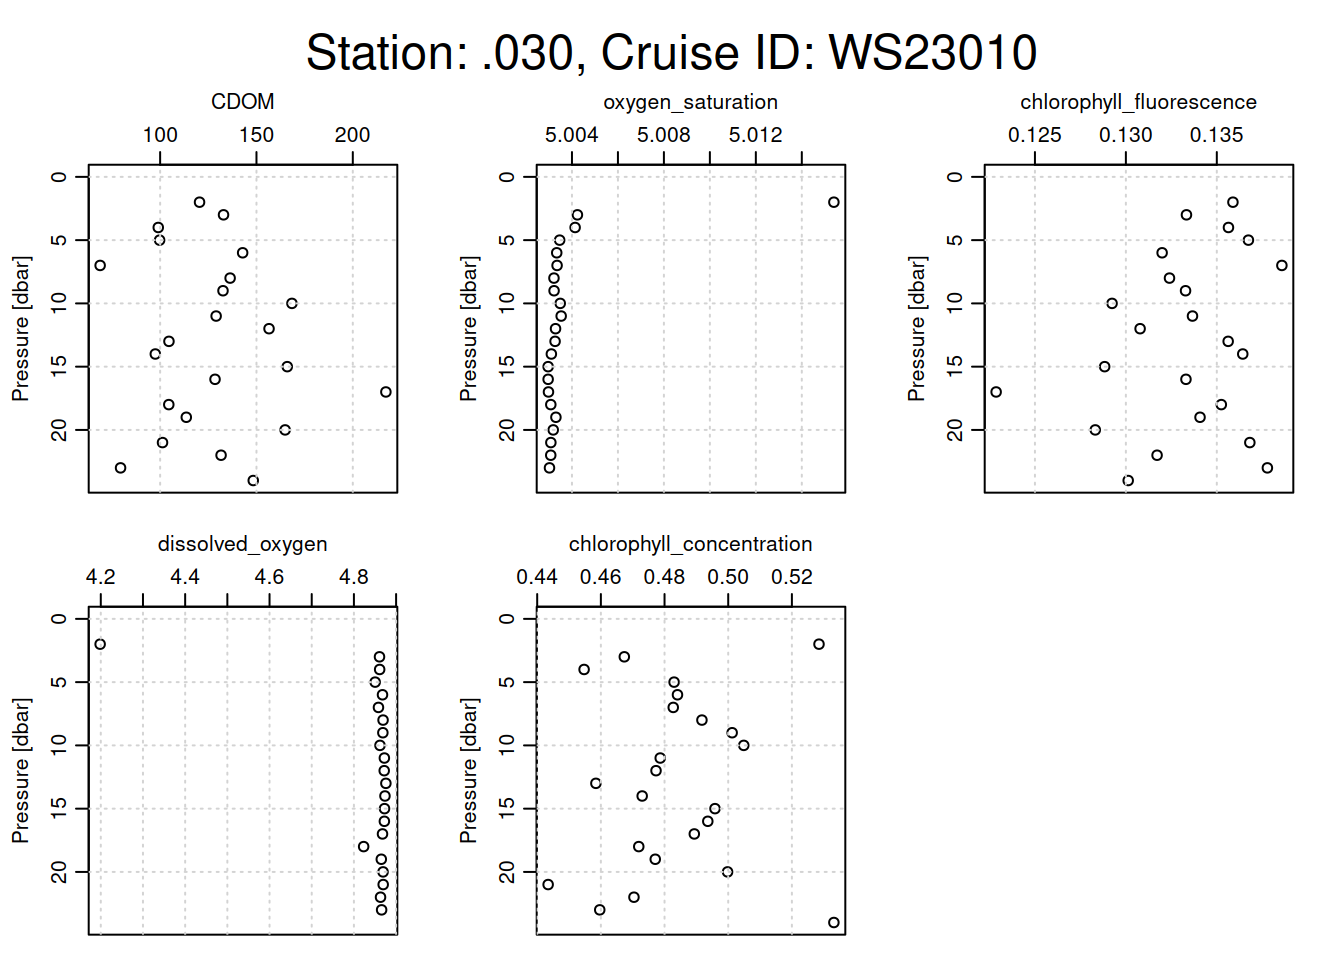 Station: .030, Cruise ID: WS23010
CDOM
100 150 200
Pressure [dbar]
0 5 10 15 20
oxygen_saturation
5.004 5.008 5.012
Pressure [dbar]
0 5 10 15 20
chlorophyll_fluorescence
0.125 0.130 0.135
Pressure [dbar]
0 5 10 15 20
dissolved_oxygen
4.2 4.4 4.6 4.8
Pressure [dbar]
0 5 10 15 20
chlorophyll_concentration
0.44 0.46 0.48 0.50 0.52
Pressure [dbar]
0 5 10 15 20